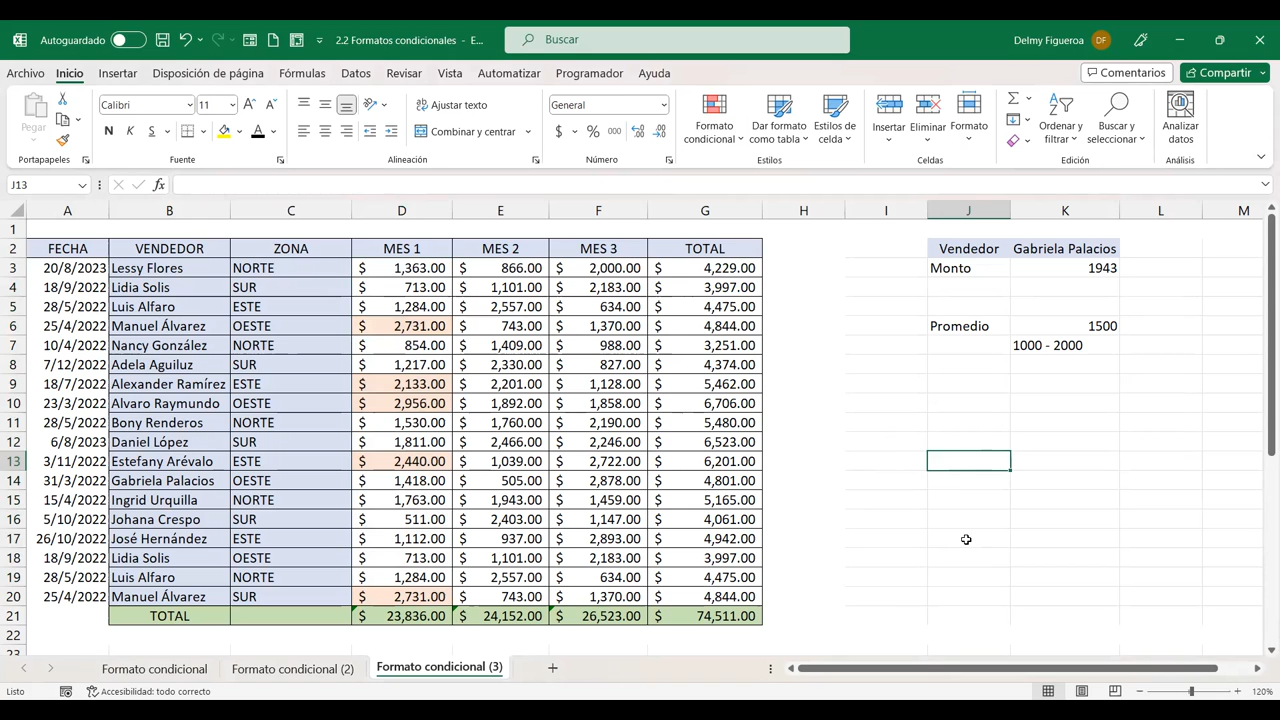 Autoguardado 2.2 Formatos condicionales - E... Buscar Delmy Figueroa DF
Archivo Inicio Insertar Disposición de página Fórmulas Datos Revisar Vista Automatizar Programador Ayuda Comentarios Compartir
Pegar Calibri 11 Ajustar texto General Formato condicional Dar formato como tabla Estilos de celda Insertar Eliminar Formato Ordenar y filtrar Buscar y seleccionar Analizar datos
N K S A Combinar y centrar $ % 000
Portapapeles Fuente Alineación Número Estilos Celdas Edición Análisis
J13 fx
A B C D E F G H I J K L M
1
2 FECHA VENDEDOR ZONA MES 1 MES 2 MES 3 TOTAL Vendedor Gabriela Palacios
3 20/8/2023 Lessy Flores NORTE $ 1,363.00 $ 866.00 $ 2,000.00 $ 4,229.00 Monto 1943
4 18/9/2022 Lidia Solis SUR $ 713.00 $ 1,101.00 $ 2,183.00 $ 3,997.00
5 28/5/2022 Luis Alfaro ESTE $ 1,284.00 $ 2,557.00 $ 634.00 $ 4,475.00
6 25/4/2022 Manuel Álvarez OESTE $ 2,731.00 $ 743.00 $ 1,370.00 $ 4,844.00 Promedio 1500
7 10/4/2022 Nancy González NORTE $ 854.00 $ 1,409.00 $ 988.00 $ 3,251.00 1000 - 2000
8 7/12/2022 Adela Aguiluz SUR $ 1,217.00 $ 2,330.00 $ 827.00 $ 4,374.00
9 18/7/2022 Alexander Ramírez ESTE $ 2,133.00 $ 2,201.00 $ 1,128.00 $ 5,462.00
10 23/3/2022 Alvaro Raymundo OESTE $ 2,956.00 $ 1,892.00 $ 1,858.00 $ 6,706.00
11 28/5/2022 Bony Renderos NORTE $ 1,530.00 $ 1,760.00 $ 2,190.00 $ 5,480.00
12 6/8/2023 Daniel López SUR $ 1,811.00 $ 2,466.00 $ 2,246.00 $ 6,523.00
13 3/11/2022 Estefany Arévalo ESTE $ 2,440.00 $ 1,039.00 $ 2,722.00 $ 6,201.00
14 31/3/2022 Gabriela Palacios OESTE $ 1,418.00 $ 505.00 $ 2,878.00 $ 4,801.00
15 15/4/2022 Ingrid Urquilla NORTE $ 1,763.00 $ 1,943.00 $ 1,459.00 $ 5,165.00
16 5/10/2022 Johana Crespo SUR $ 511.00 $ 2,403.00 $ 1,147.00 $ 4,061.00
17 26/10/2022 José Hernández ESTE $ 1,112.00 $ 937.00 $ 2,893.00 $ 4,942.00
18 18/9/2022 Lidia Solis OESTE $ 713.00 $ 1,101.00 $ 2,183.00 $ 3,997.00
19 28/5/2022 Luis Alfaro NORTE $ 1,284.00 $ 2,557.00 $ 634.00 $ 4,475.00
20 25/4/2022 Manuel Álvarez SUR $ 2,731.00 $ 743.00 $ 1,370.00 $ 4,844.00
21 TOTAL $ 23,836.00 $ 24,152.00 $ 26,523.00 $ 74,511.00
22
23
Formato condicional Formato condicional (2) Formato condicional (3)
Listo Accesibilidad: todo correcto 120%